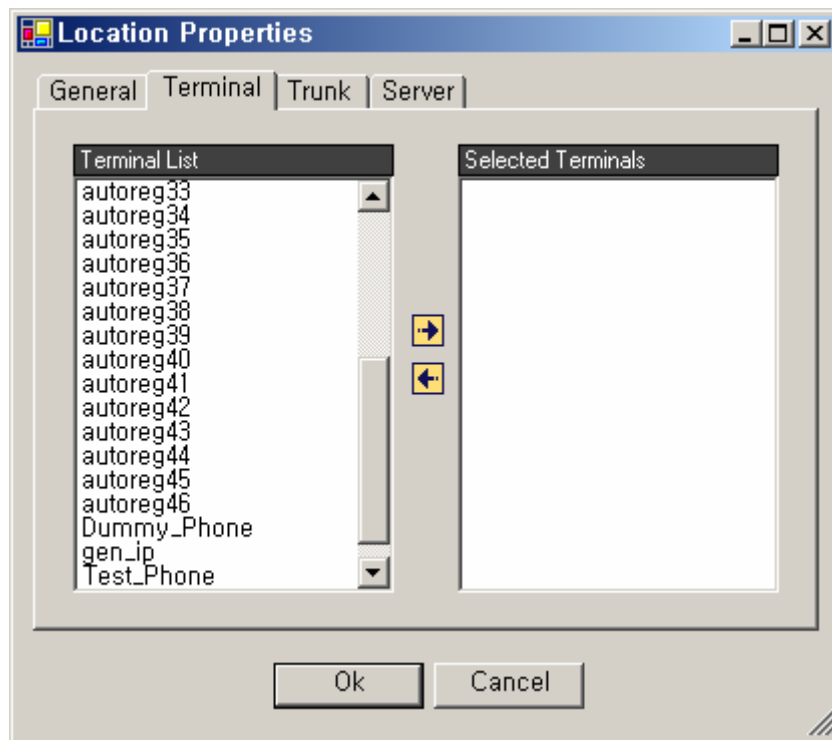 Location Properties
General Terminal Trunk Server
Terminal List
Selected Terminals
autoreg33
autoreg34
autoreg35
autoreg36
autoreg37
autoreg38
autoreg39
autoreg40
autoreg41
autoreg42
autoreg43
autoreg44
autoreg45
autoreg46
Dummy_Phone
gen_ip
Test_Phone
Ok Cancel